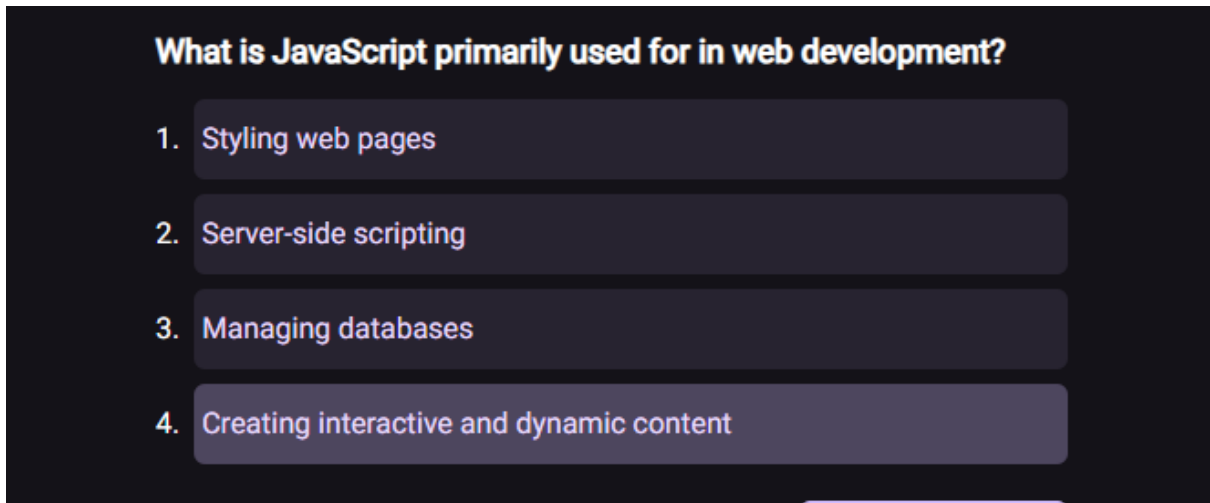 What is JavaScript primarily used for in web development?
1. Styling web pages
2. Server-side scripting
3. Managing databases
4. Creating interactive and dynamic content